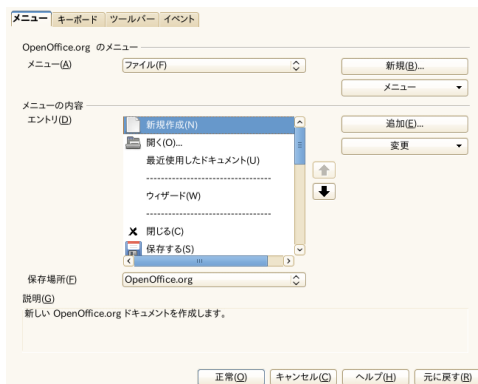 メニュー キーボード ツールバー イベント
OpenOffice.org のメニュー
メニュー(A) ファイル(F) 新規(B)...
メニュー
メニューの内容
エントリ(D) 新規作成(N) 追加(E)...
開く(O)... 変更
最近使用したドキュメント(U)
--------------------------------
ウィザード(W)
--------------------------------
閉じる(C)
保存する(S)
保存場所(F) OpenOffice.org
説明(G)
新しい OpenOffice.org ドキュメントを作成します。
正常(O) キャンセル(C) ヘルプ(H) 元に戻す(R)